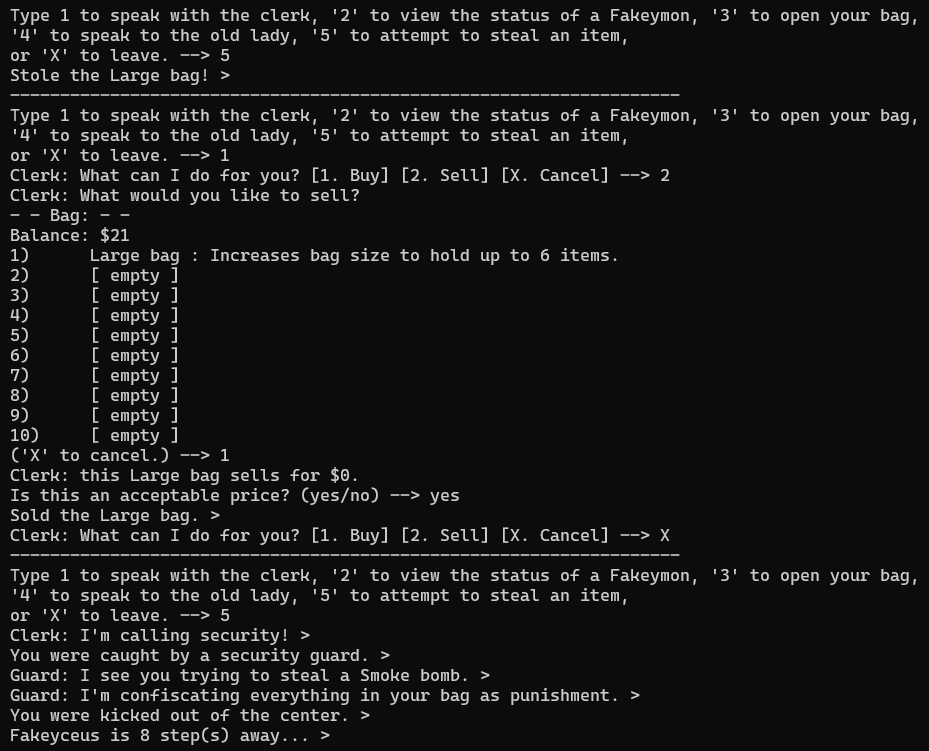 Type 1 to speak with the clerk, '2' to view the status of a Fakeymon, '3' to open your bag,
'4' to speak to the old lady, '5' to attempt to steal an item,
or 'X' to leave. --> 5
Stole the Large bag! >
-------------------------------------------------------------------
Type 1 to speak with the clerk, '2' to view the status of a Fakeymon, '3' to open your bag,
'4' to speak to the old lady, '5' to attempt to steal an item,
or 'X' to leave. --> 1
Clerk: What can I do for you? [1. Buy] [2. Sell] [X. Cancel] --> 2
Clerk: What would you like to sell?
- - Bag: - -
Balance: $21
1)      Large bag : Increases bag size to hold up to 6 items.
2)      [ empty ]
3)      [ empty ]
4)      [ empty ]
5)      [ empty ]
6)      [ empty ]
7)      [ empty ]
8)      [ empty ]
9)      [ empty ]
10)     [ empty ]
('X' to cancel.) --> 1
Clerk: this Large bag sells for $0.
Is this an acceptable price? (yes/no) --> yes
Sold the Large bag. >
Clerk: What can I do for you? [1. Buy] [2. Sell] [X. Cancel] --> X
-------------------------------------------------------------------
Type 1 to speak with the clerk, '2' to view the status of a Fakeymon, '3' to open your bag,
'4' to speak to the old lady, '5' to attempt to steal an item,
or 'X' to leave. --> 5
Clerk: I'm calling security! >
You were caught by a security guard. >
Guard: I see you trying to steal a Smoke bomb. >
Guard: I'm confiscating everything in your bag as punishment. >
You were kicked out of the center. >
Fakeyceus is 8 step(s) away... >